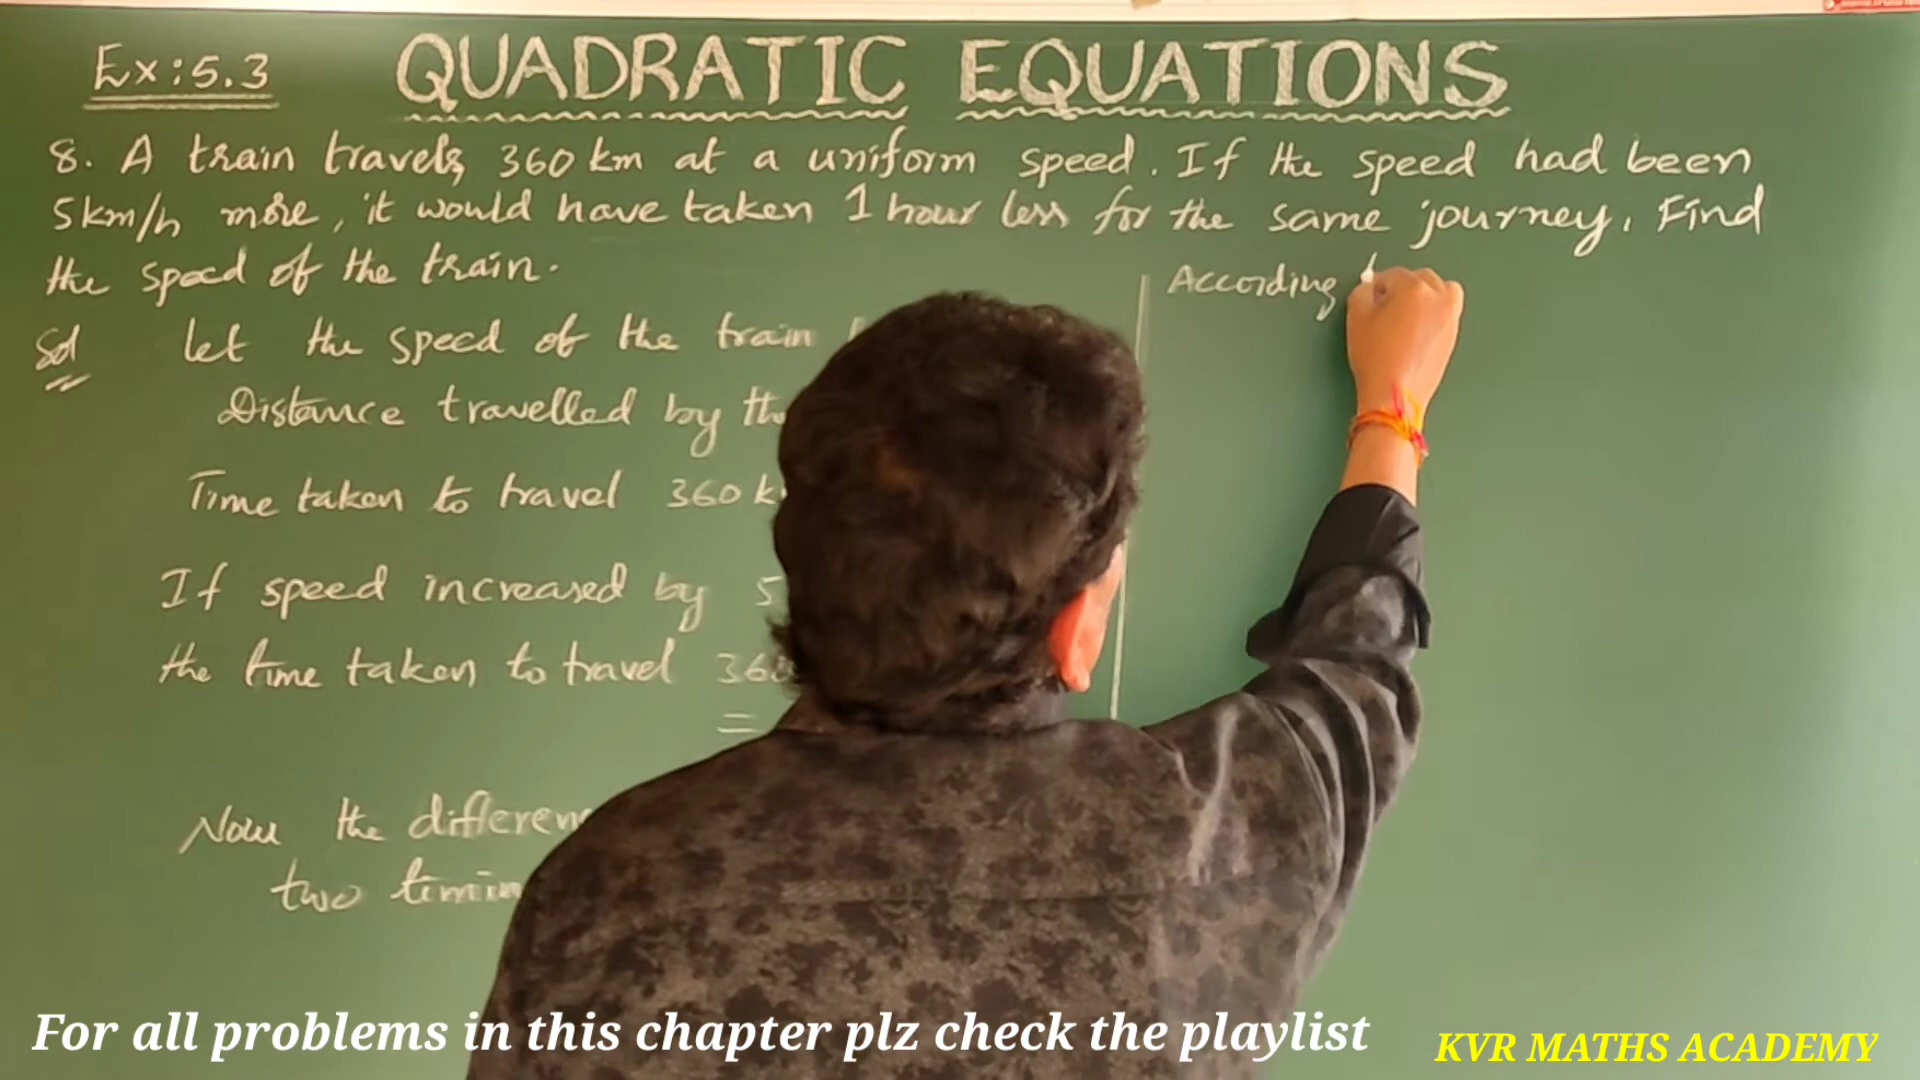 Ex:5.3
QUADRATIC EQUATIONS
8. A train travels 360 km at a uniform speed. If the speed had been
5km/h more, it would have taken 1 hour less for the same journey. Find
the speed of the train.
Sol
Let the speed of the train
Distance travelled by the
Time taken to travel 360 k
If speed increased by 5
the time taken to travel 360
=
Now the differen
two timin
According
For all problems in this chapter plz check the playlist
KVR MATHS ACADEMY